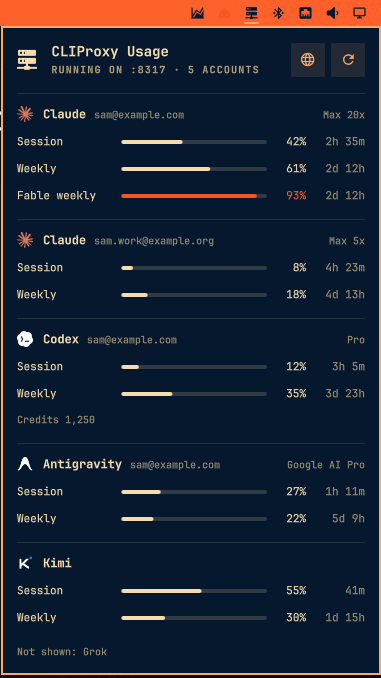 CLIProxy Usage
RUNNING ON :8317 · 5 ACCOUNTS
Claude sam@example.com Max 20x
Session 42% 2h 35m
Weekly 61% 2d 12h
Fable weekly 93% 2d 12h
Claude sam.work@example.org Max 5x
Session 8% 4h 23m
Weekly 18% 4d 13h
Codex sam@example.com Pro
Session 12% 3h 5m
Weekly 35% 3d 23h
Credits 1,250
Antigravity sam@example.com Google AI Pro
Session 27% 1h 11m
Weekly 22% 5d 9h
Kimi
Session 55% 41m
Weekly 30% 1d 15h
Not shown: Grok